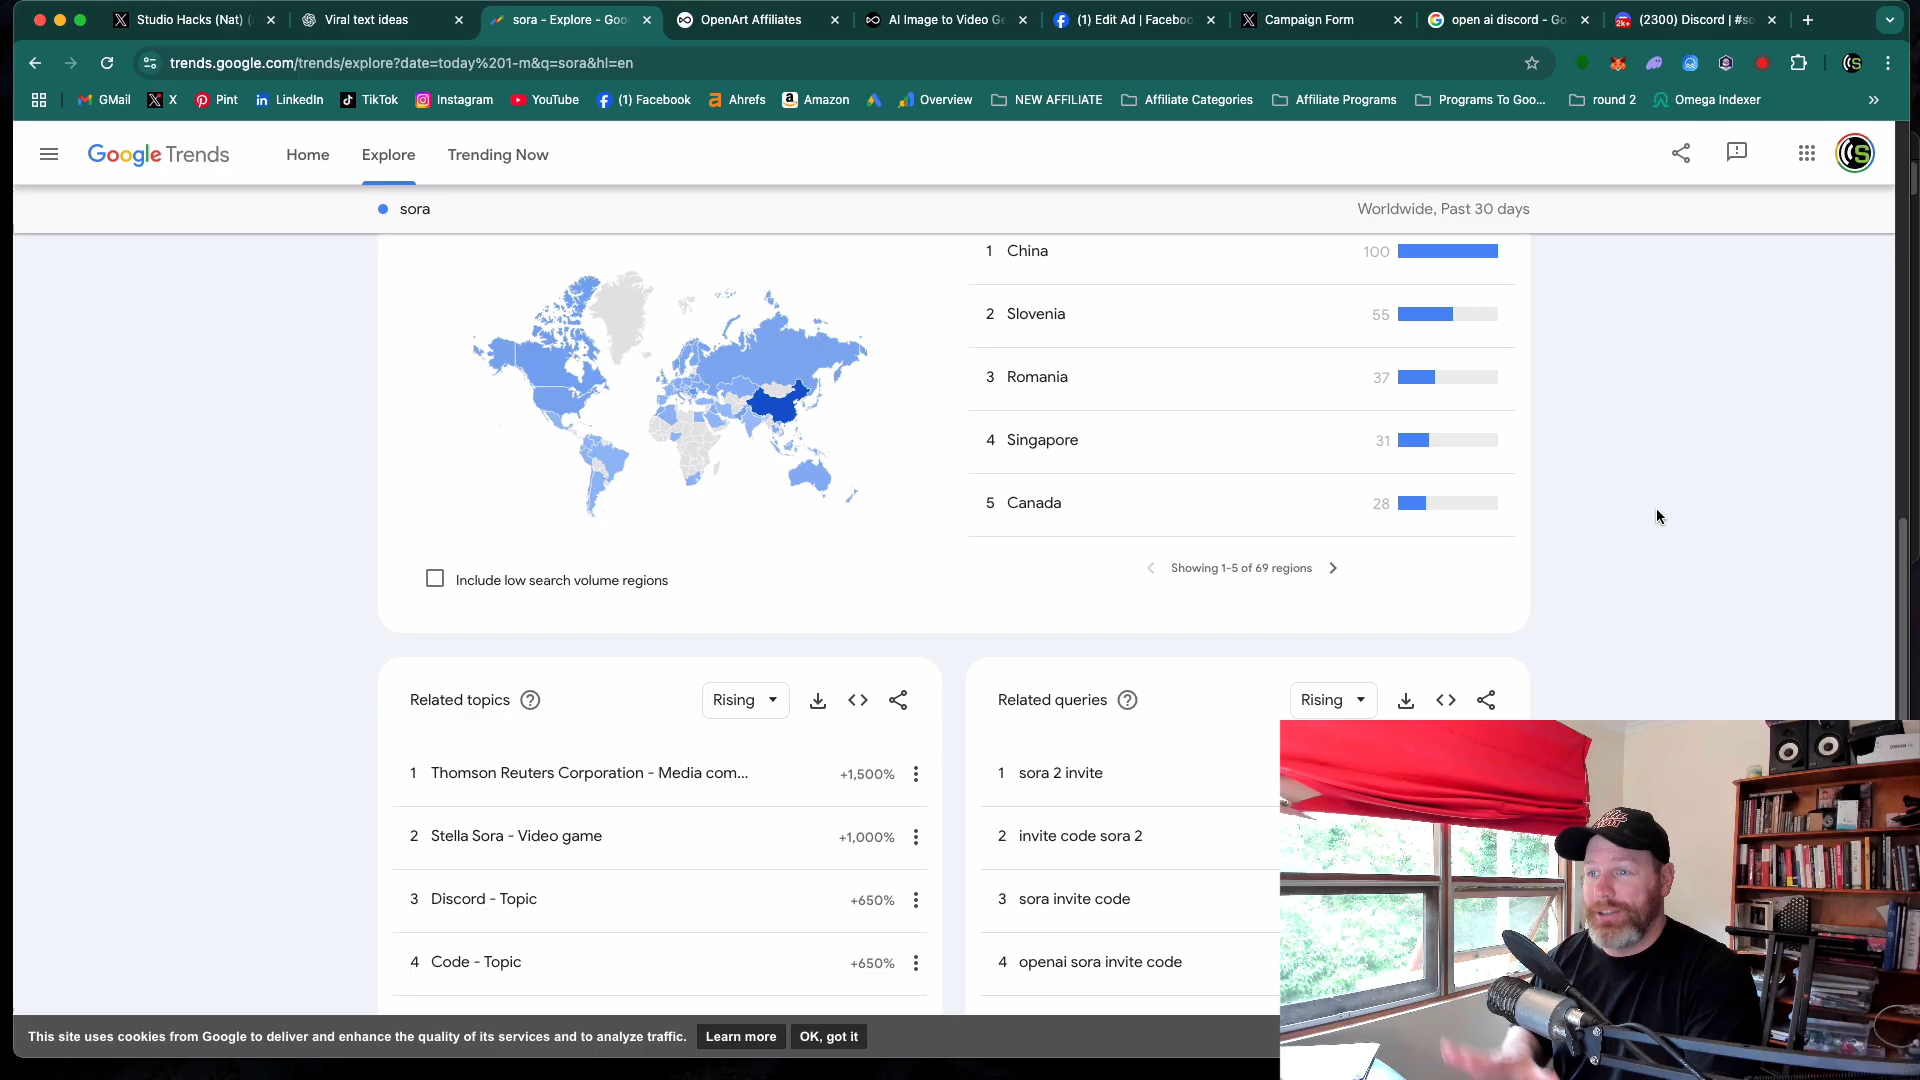 Studio Hacks (Nat) (
Viral text ideas
sora - Explore - Goo
OpenArt Affiliates
AI Image to Video Ge
(1) Edit Ad | Faceboo
Campaign Form
open ai discord - Go
(2300) Discord | #so
trends.google.com/trends/explore?date=today%201-m&q=sora&hl=en
GMail
X
Pint
LinkedIn
TikTok
Instagram
YouTube
(1) Facebook
Ahrefs
Amazon
Overview
NEW AFFILIATE
Affiliate Categories
Affiliate Programs
Programs To Goo...
round 2
Omega Indexer
Google Trends
Home
Explore
Trending Now
sora
Worldwide, Past 30 days
1 China 100
2 Slovenia 55
3 Romania 37
4 Singapore 31
5 Canada 28
Include low search volume regions
Showing 1-5 of 69 regions
Related topics
Rising
1 Thomson Reuters Corporation - Media com... +1,500%
2 Stella Sora - Video game +1,000%
3 Discord - Topic +650%
4 Code - Topic +650%
Related queries
Rising
1 sora 2 invite
2 invite code sora 2
3 sora invite code
4 openai sora invite code
This site uses cookies from Google to deliver and enhance the quality of its services and to analyze traffic.
Learn more
OK, got it